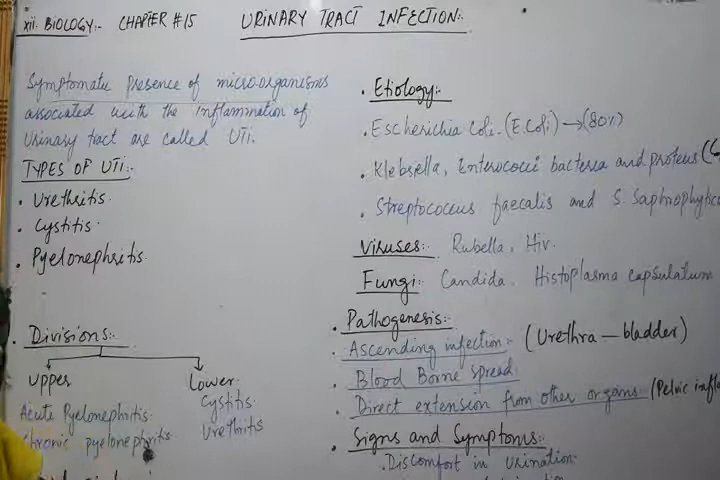 XII. BIOLOGY:- CHAPTER #15 URINARY TRACT INFECTION:-
Symptomatic presence of micro-organisms
associated with the inflammation of
Urinary tract are called UTI.
TYPES OF UTI:-
• Urethritis.
• Cystitis.
• Pyelonephritis.
• Divisions:-
Upper
Acute Pyelonephritis.
Chronic pyelonephritis.
Lower.
Cystitis.
Urethritis
• Etiology:-
• Escherichia Coli. (E.Coli) → (80%)
• Klebsiella, Enterococci bacteria and proteus
• Streptococcus faecalis and S. Saphrophytic
Viruses:- Rubella, Hiv.
Fungi: Candida. Histoplasma capsulatum
• Pathogenesis:-
• Ascending infection:- (Urethra — bladder)
• Blood Borne spread.
• Direct extension from other organs (Pelvic infla
• Signs and Symptoms:-
• Discomfort in Urination.